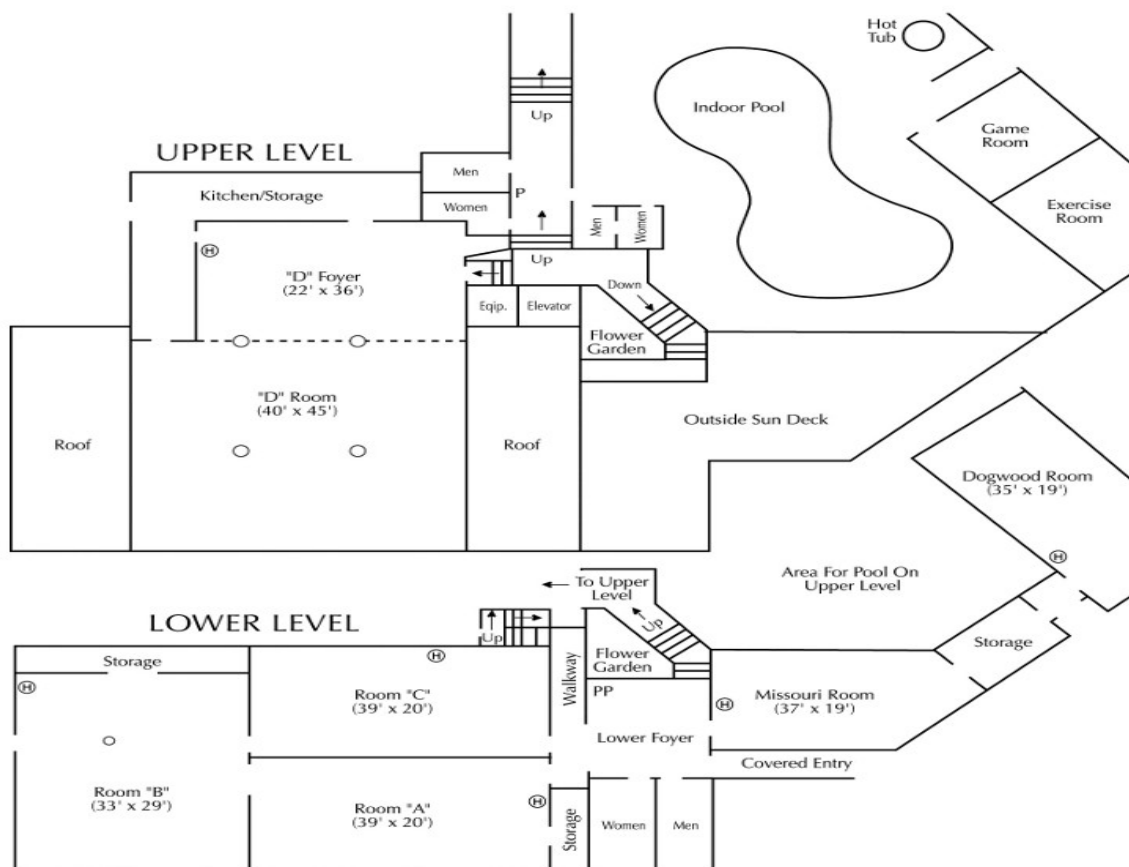 Hot
Tub
Indoor Pool
Up
Game
Room
UPPER LEVEL
Men
Kitchen/Storage
P
Exercise
Room
Women
Men
Women
H
Up
"D" Foyer
(22' x 36')
Down
Eqip.
Elevator
Flower
Garden
"D" Room
(40' x 45')
Outside Sun Deck
Roof
Roof
Dogwood Room
(35' x 19')
H
Area For Pool On
Upper Level
To Upper
Level
LOWER LEVEL
Up
Up
Storage
Storage
H
Walkway
Flower
Garden
H
Room "C"
(39' x 20')
PP
Missouri Room
(37' x 19')
H
Lower Foyer
Covered Entry
Room "B"
(33' x 29')
Room "A"
(39' x 20')
H
Storage
Women
Men